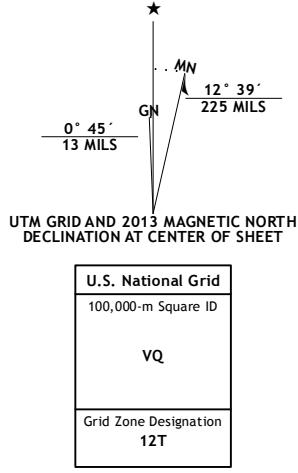 ★
MN
GN
12° 39´
225 MILS
0° 45´
13 MILS
UTM GRID AND 2013 MAGNETIC NORTH
DECLINATION AT CENTER OF SHEET
U.S. National Grid
100,000-m Square ID
VQ
Grid Zone Designation
12T